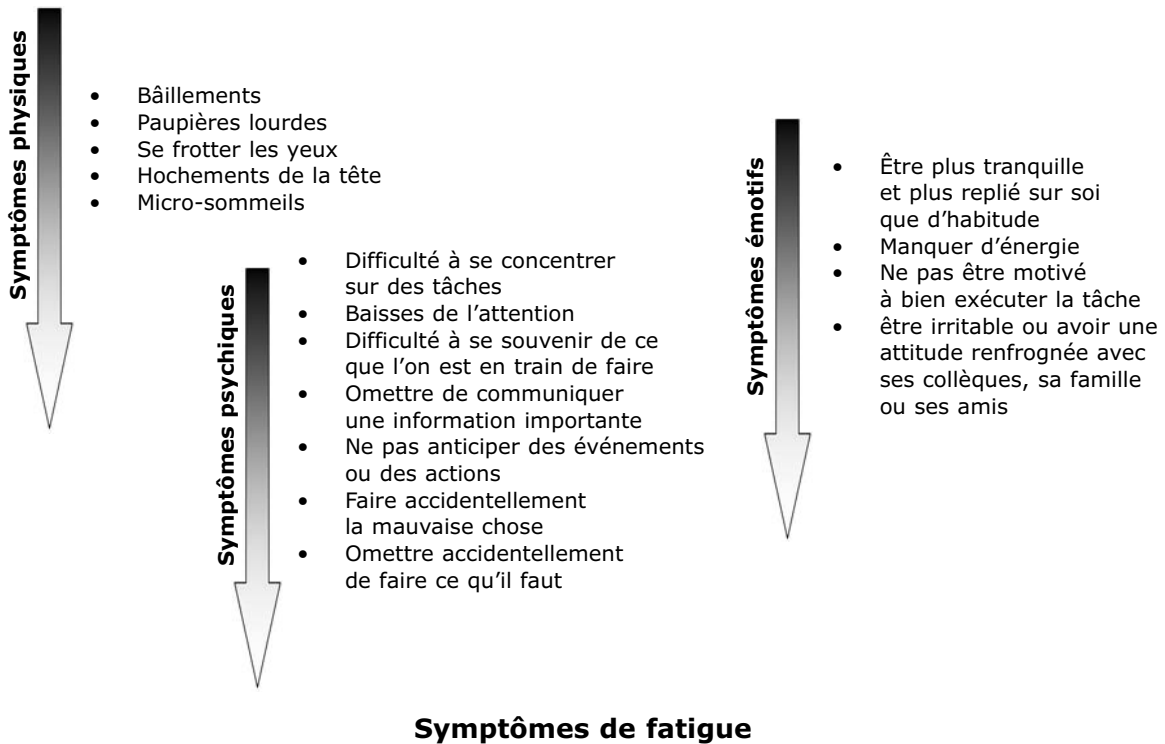 Symptômes physiques
• Bâillements
• Paupières lourdes
• Se frotter les yeux
• Hochements de la tête
• Micro-sommeils
Symptômes psychiques
• Difficulté à se concentrer
sur des tâches
• Baisses de l’attention
• Difficulté à se souvenir de ce
que l’on est en train de faire
• Omettre de communiquer
une information importante
• Ne pas anticiper des événements
ou des actions
• Faire accidentellement
la mauvaise chose
• Omettre accidentellement
de faire ce qu’il faut
Symptômes émotifs
• Être plus tranquille
et plus replié sur soi
que d’habitude
• Manquer d’énergie
• Ne pas être motivé
à bien exécuter la tâche
• être irritable ou avoir une
attitude renfrognée avec
ses collèques, sa famille
ou ses amis
Symptômes de fatigue